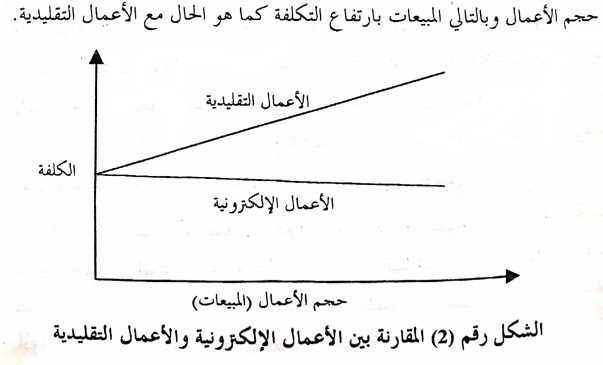 حجم الأعمال وبالتالي المبيعات بارتفاع التكلفة كما هو الحال مع الأعمال التقليدية.
الأعمال التقليدية
الكلفة
الأعمال الإلكترونية
حجم الأعمال (المبيعات)
الشكل رقم (2) المقارنة بين الأعمال الإلكترونية والأعمال التقليدية